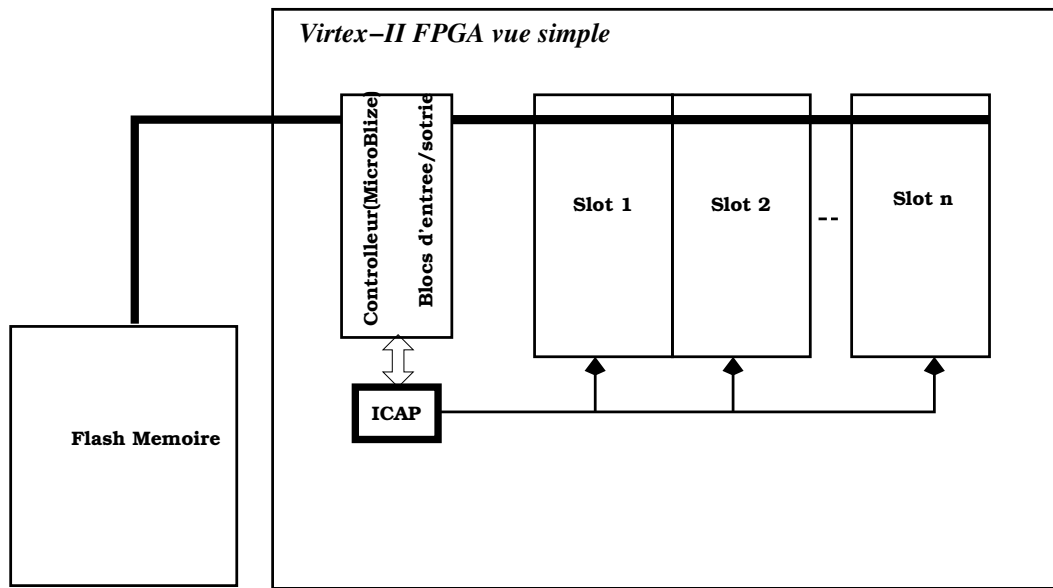 Virtex–II FPGA vue simple
Controlleur(MicroBlize)
Blocs d'entree/sotrie
Slot 1
Slot 2
--
Slot n
ICAP
Flash Memoire